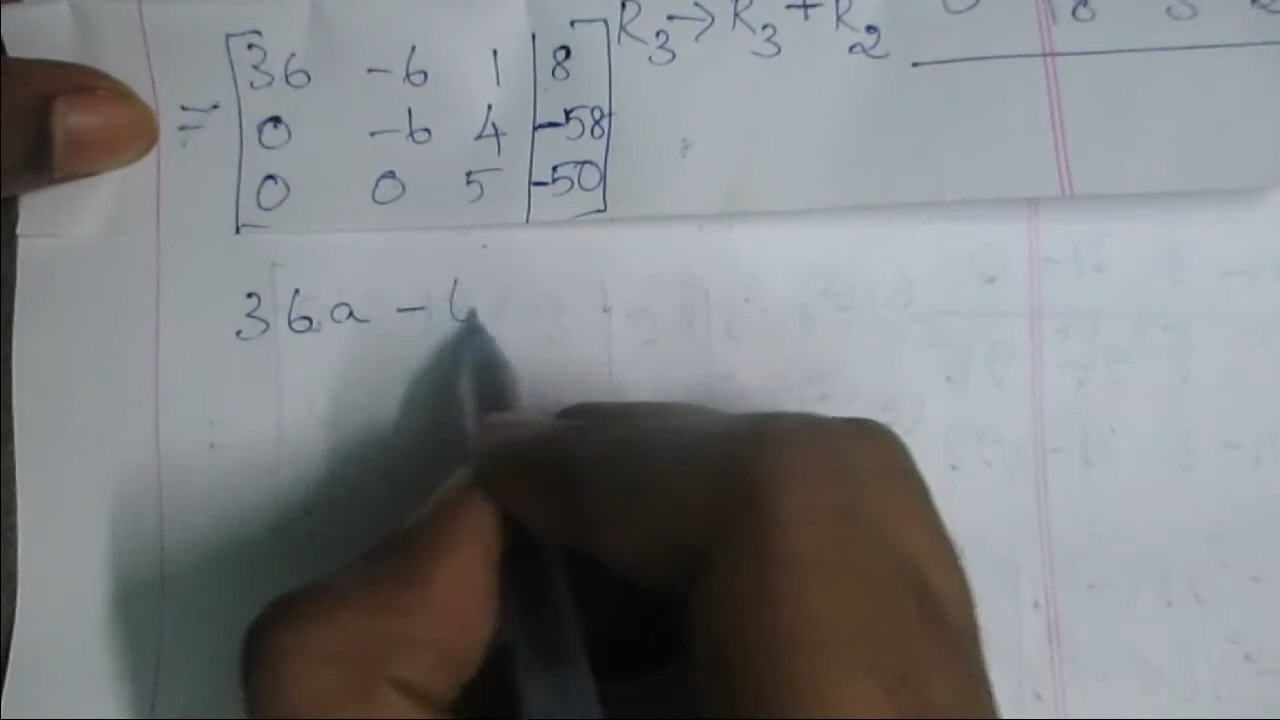 R3 → R3 + R2
= [36 -6 1 | 8]
[0 -6 4 | -58]
[0 0 5 | -50]
36a - 6